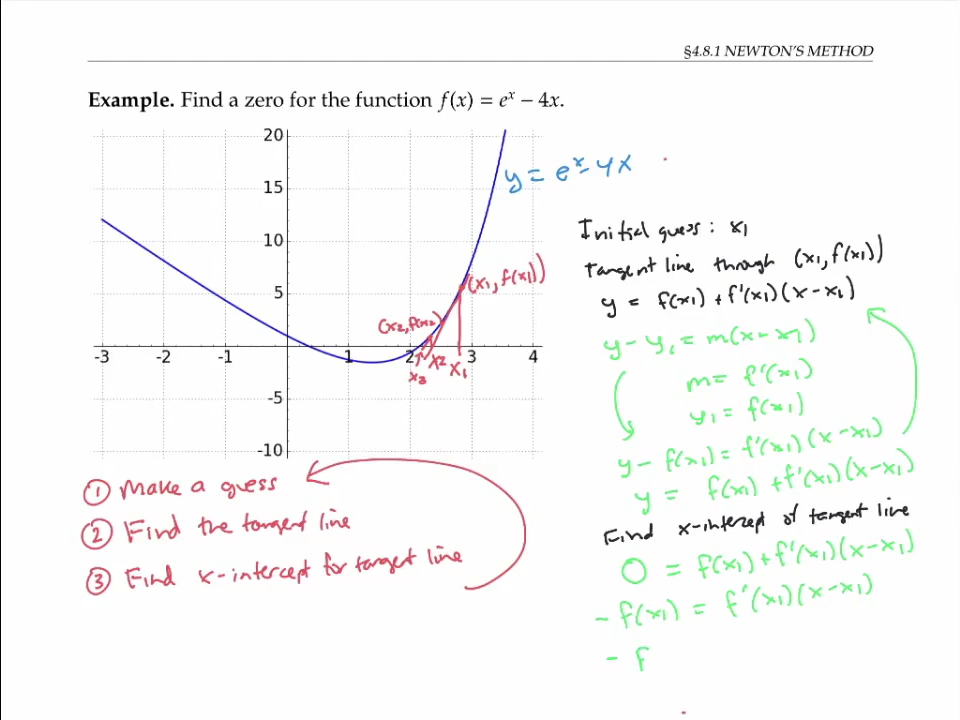 §4.8.1 NEWTON'S METHOD
Example. Find a zero for the function f(x) = eˣ − 4x.
20
15
10
5
-5
-10
-3 -2 -1 1 2 3 4
y = eˣ - 4x
(x₁, f(x₁))
(x₂, f(x₂))
x₃ x₂ x₁
① Make a guess
② Find the tangent line
③ Find x-intercept for tangent line
Initial guess : x₁
tangent line through (x₁, f(x₁))
y = f(x₁) + f'(x₁)(x-x₁)
y - y₁ = m(x - x₁)
m = f'(x₁)
y₁ = f(x₁)
y - f(x₁) = f'(x₁)(x-x₁)
y = f(x₁) + f'(x₁)(x-x₁)
Find x-intercept of tangent line
0 = f(x₁) + f'(x₁)(x-x₁)
- f(x₁) = f'(x₁)(x-x₁)
- f